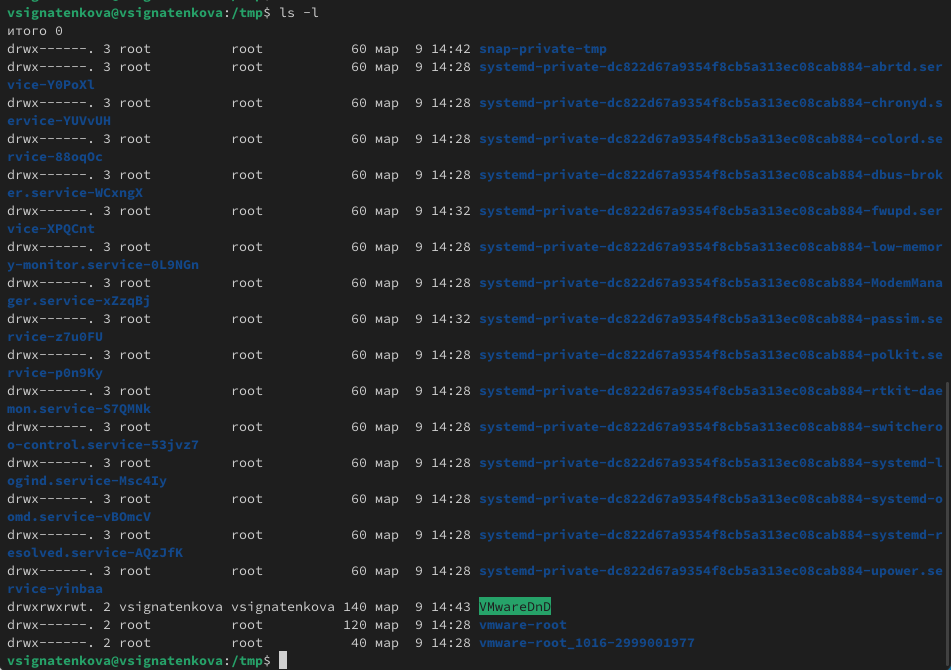 vsignatenkova@vsignatenkova:/tmp$ ls -l
итого 0
drwx------. 3 root          root           60 мар  9 14:42 snap-private-tmp
drwx------. 3 root          root           60 мар  9 14:28 systemd-private-dc822d67a9354f8cb5a313ec08cab884-abrtd.ser
vice-Y0PoXl
drwx------. 3 root          root           60 мар  9 14:28 systemd-private-dc822d67a9354f8cb5a313ec08cab884-chronyd.s
ervice-YUVvUH
drwx------. 3 root          root           60 мар  9 14:28 systemd-private-dc822d67a9354f8cb5a313ec08cab884-colord.se
rvice-88oqOc
drwx------. 3 root          root           60 мар  9 14:28 systemd-private-dc822d67a9354f8cb5a313ec08cab884-dbus-brok
er.service-WCxngX
drwx------. 3 root          root           60 мар  9 14:32 systemd-private-dc822d67a9354f8cb5a313ec08cab884-fwupd.ser
vice-XPQCnt
drwx------. 3 root          root           60 мар  9 14:28 systemd-private-dc822d67a9354f8cb5a313ec08cab884-low-memor
y-monitor.service-0L9NGn
drwx------. 3 root          root           60 мар  9 14:28 systemd-private-dc822d67a9354f8cb5a313ec08cab884-ModemMana
ger.service-xZzqBj
drwx------. 3 root          root           60 мар  9 14:32 systemd-private-dc822d67a9354f8cb5a313ec08cab884-passim.se
rvice-z7u0FU
drwx------. 3 root          root           60 мар  9 14:28 systemd-private-dc822d67a9354f8cb5a313ec08cab884-polkit.se
rvice-p0n9Ky
drwx------. 3 root          root           60 мар  9 14:28 systemd-private-dc822d67a9354f8cb5a313ec08cab884-rtkit-dae
mon.service-S7QMNk
drwx------. 3 root          root           60 мар  9 14:28 systemd-private-dc822d67a9354f8cb5a313ec08cab884-switchero
o-control.service-53jvz7
drwx------. 3 root          root           60 мар  9 14:28 systemd-private-dc822d67a9354f8cb5a313ec08cab884-systemd-l
ogind.service-Msc4Iy
drwx------. 3 root          root           60 мар  9 14:28 systemd-private-dc822d67a9354f8cb5a313ec08cab884-systemd-o
omd.service-vBOmcV
drwx------. 3 root          root           60 мар  9 14:28 systemd-private-dc822d67a9354f8cb5a313ec08cab884-systemd-r
esolved.service-AQzJfK
drwx------. 3 root          root           60 мар  9 14:28 systemd-private-dc822d67a9354f8cb5a313ec08cab884-upower.se
rvice-yinbaa
drwxrwxrwt. 2 vsignatenkova vsignatenkova 140 мар  9 14:43 VMwareDnD
drwx------. 2 root          root          120 мар  9 14:28 vmware-root
drwx------. 2 root          root           40 мар  9 14:28 vmware-root_1016-2999001977
vsignatenkova@vsignatenkova:/tmp$